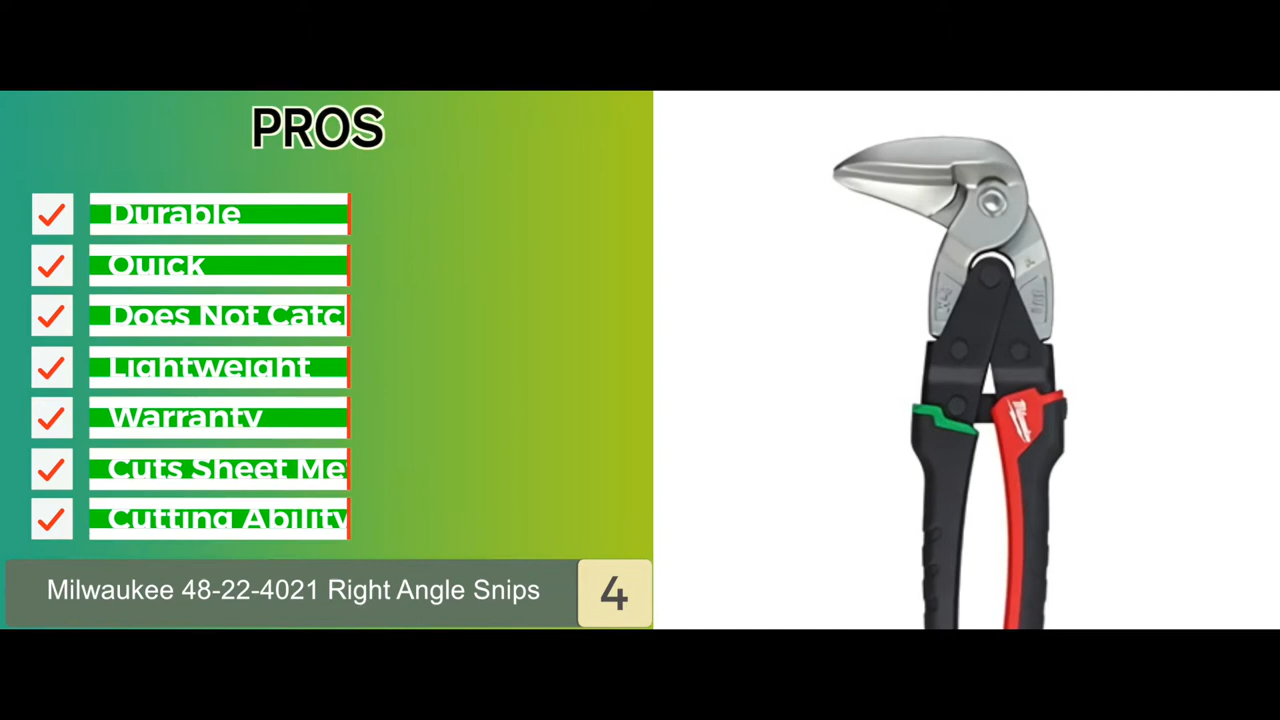 PROS
Durable
Quick
Does Not Catc
Lightweight
Warranty
Cuts Sheet Me
Cutting Ability
Milwaukee 48-22-4021 Right Angle Snips
4
Milwaukee